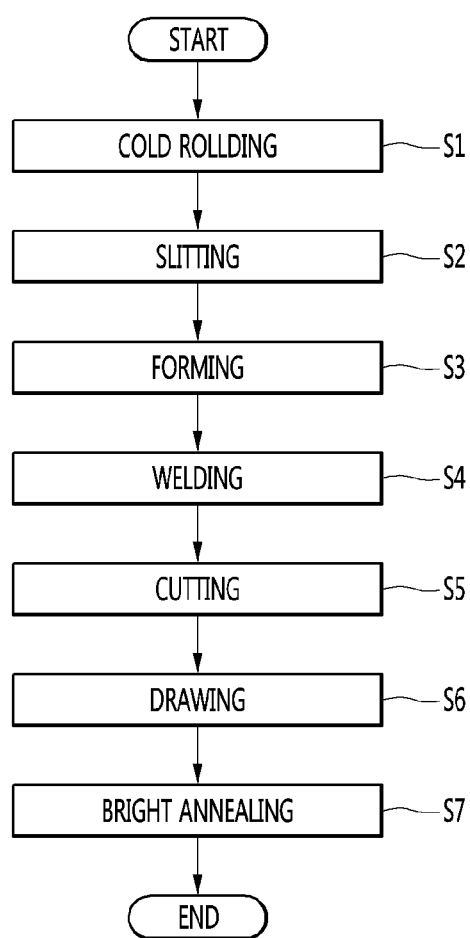 START
COLD ROLLDING
S1
SLITTING
S2
FORMING
S3
WELDING
S4
CUTTING
S5
DRAWING
S6
BRIGHT ANNEALING
S7
END